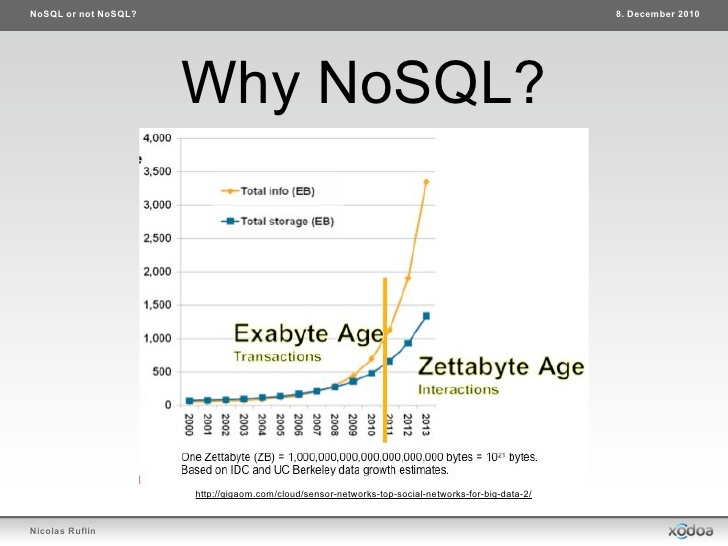 NoSQL or not NoSQL?
8. December 2010
Why NoSQL?
4,000
3,500
3,000
2,500
2,000
1,500
1,000
500
0
Total info (EB)
Total storage (EB)
Exabyte Age
Transactions
Zettabyte Age
Interactions
2000 2001 2002 2003 2004 2005 2006 2007 2008 2009 2010 2011 2012 2013
One Zettabyte (ZB) = 1,000,000,000,000,000,000,000 bytes = 10²¹ bytes.
Based on IDC and UC Berkeley data growth estimates.
http://gigaom.com/cloud/sensor-networks-top-social-networks-for-big-data-2/
Nicolas Ruflin
xodoa